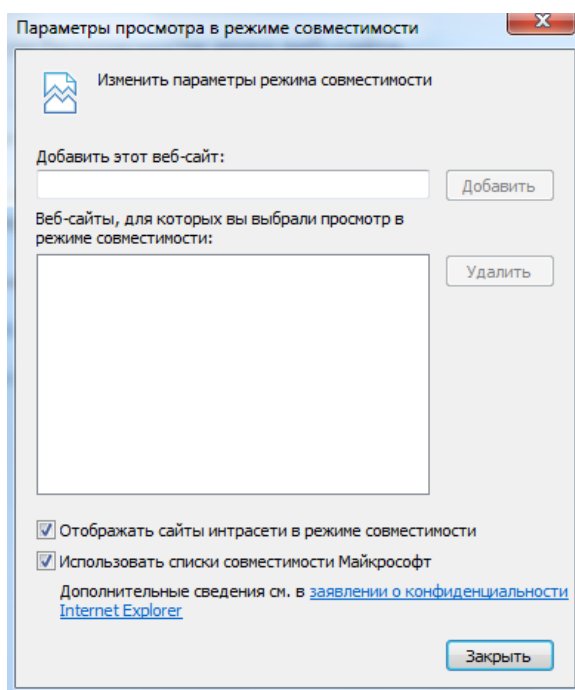 Параметры просмотра в режиме совместимости
Изменить параметры режима совместимости
Добавить этот веб-сайт:
Добавить
Веб-сайты, для которых вы выбрали просмотр в
режиме совместимости:
Удалить
Отображать сайты интрасети в режиме совместимости
Использовать списки совместимости Майкрософт
Дополнительные сведения см. в заявлении о конфиденциальности
Internet Explorer
Закрыть